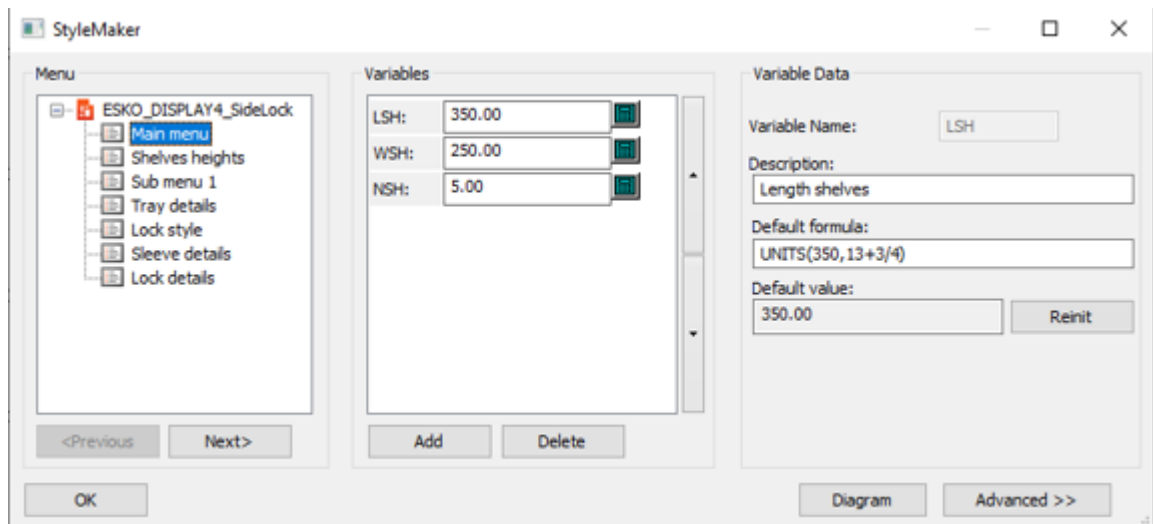 StyleMaker
Menu
ESKO_DISPLAY4_SideLock
Main menu
Shelves heights
Sub menu 1
Tray details
Lock style
Sleeve details
Lock details
<Previous
Next>
Variables
LSH: 350.00
WSH: 250.00
NSH: 5.00
Add
Delete
Variable Data
Variable Name: LSH
Description:
Length shelves
Default formula:
UNITS(350,13+3/4)
Default value:
350.00
Reinit
OK
Diagram
Advanced >>